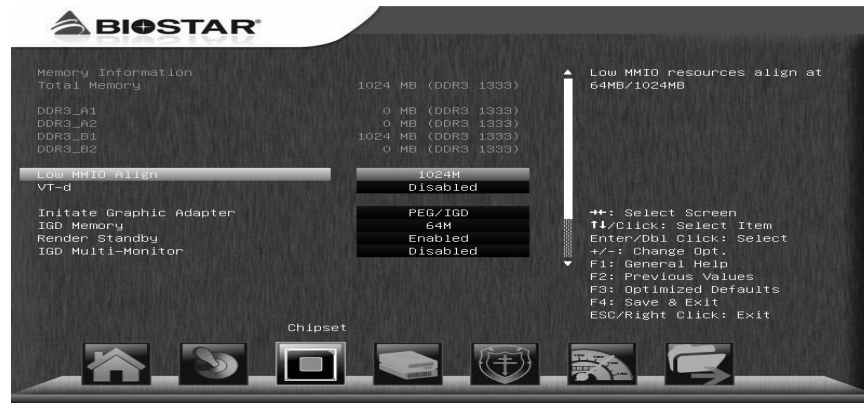 BIOSTAR
Memory Information
Total Memory 1024 MB (DDR3 1333)
DDR3_A1 0 MB (DDR3 1333)
DDR3_A2 0 MB (DDR3 1333)
DDR3_B1 1024 MB (DDR3 1333)
DDR3_B2 0 MB (DDR3 1333)
Low MMIO Align 1024M
VT-d Disabled
Initate Graphic Adapter PEG/IGD
IGD Memory 64M
Render Standby Enabled
IGD Multi-Monitor Disabled
Low MMIO resources align at
64MB/1024MB
→←: Select Screen
↑↓/Click: Select Item
Enter/Dbl Click: Select
+/-: Change Opt.
F1: General Help
F2: Previous Values
F3: Optimized Defaults
F4: Save & Exit
ESC/Right Click: Exit
Chipset